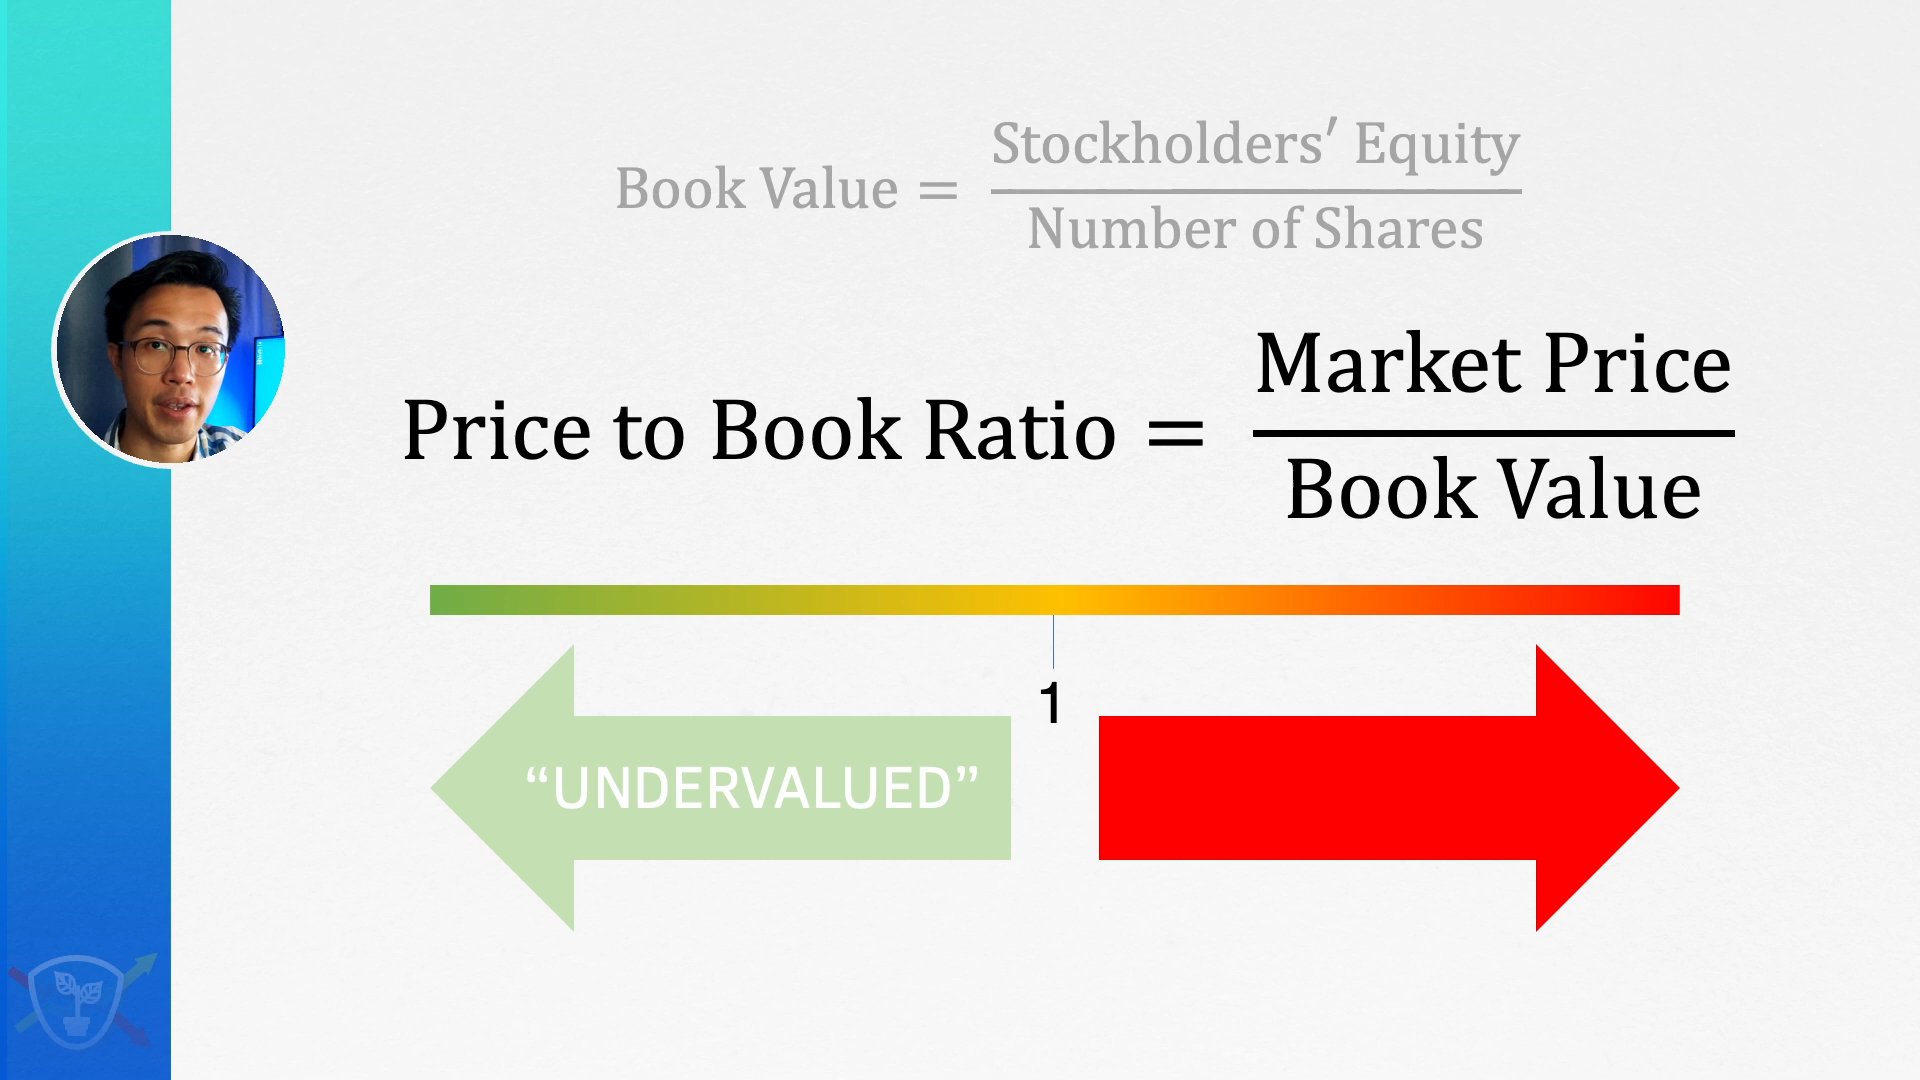 Book Value = Stockholders′ Equity / Number of Shares
Price to Book Ratio = Market Price / Book Value
1
“UNDERVALUED”